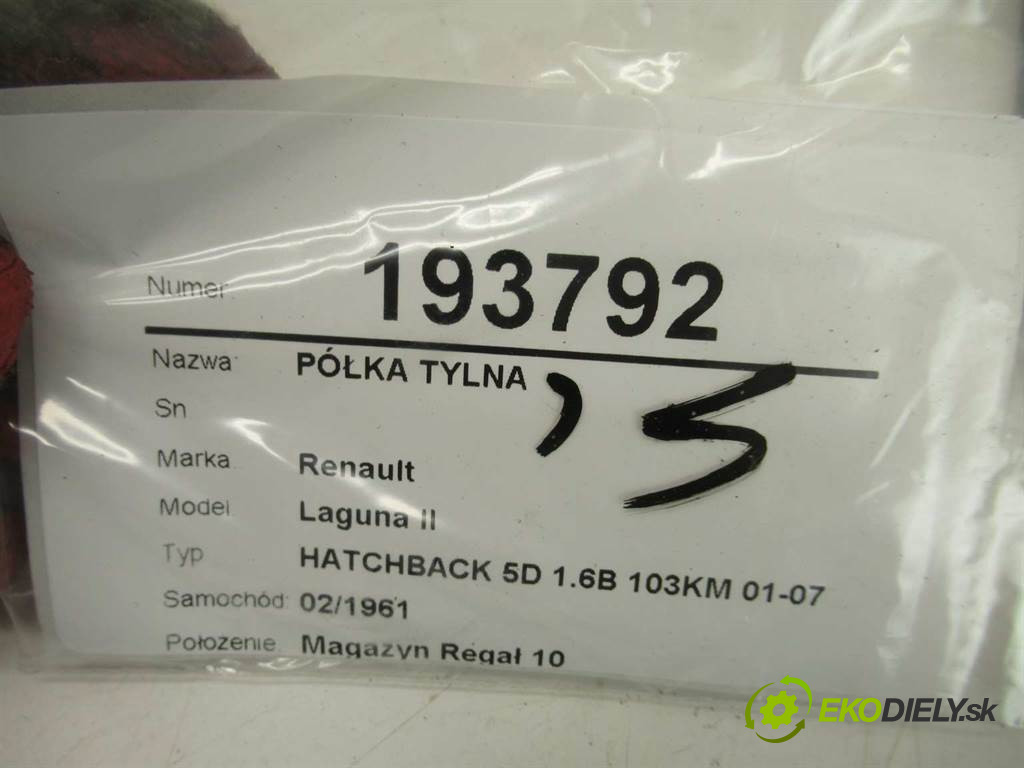 Numer: 193792
Nazwa: PÓŁKA TYLNA
Sn
Marka Renault
Model Laguna II
Typ HATCHBACK 5D 1.6B 103KM 01-07
Samochód: 02/1961
Położenie Magazyn Regał 10
EKODIELY.sk